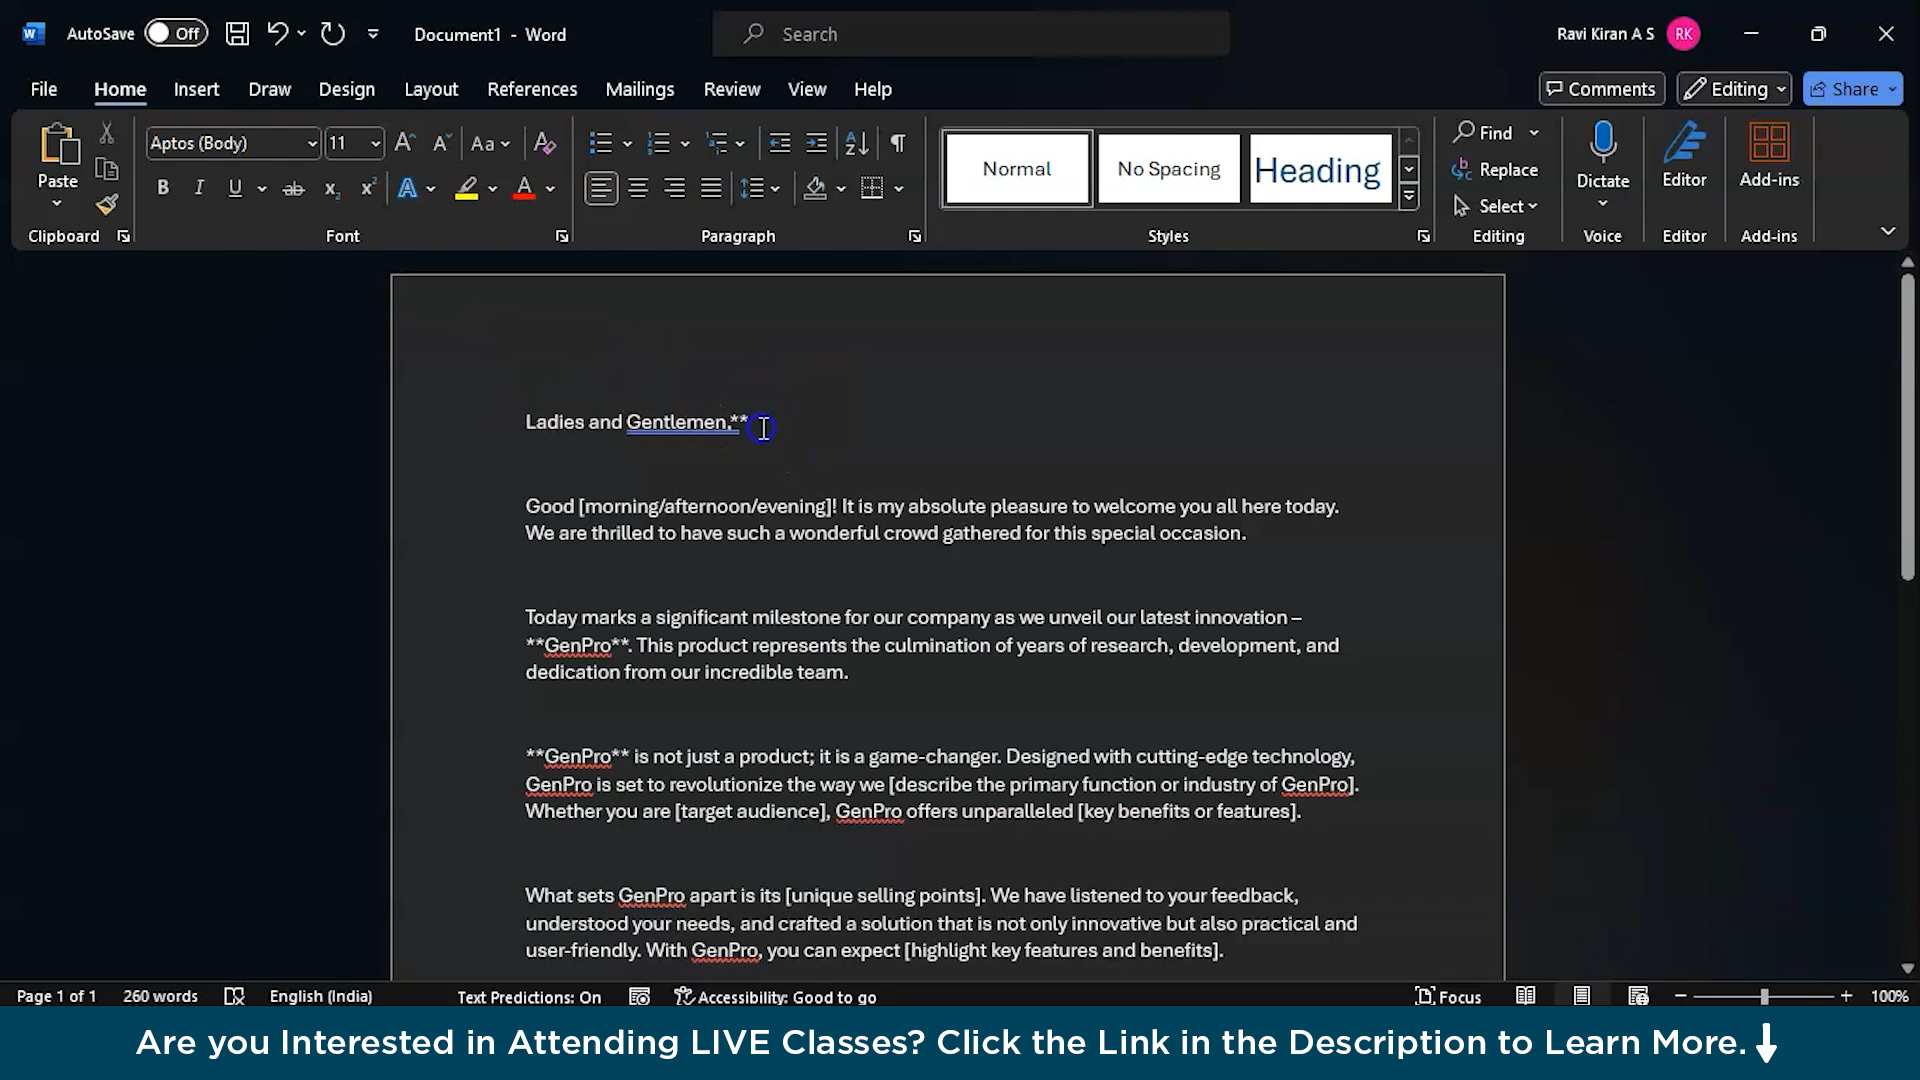 AutoSave Off Document1 - Word Search Ravi Kiran A S RK
File Home Insert Draw Design Layout References Mailings Review View Help Comments Editing Share
Paste Aptos (Body) 11 Normal No Spacing Heading Find Replace Select Dictate Editor Add-ins
Clipboard Font Paragraph Styles Editing Voice Editor Add-ins
Ladies and Gentlemen,**
Good [morning/afternoon/evening]! It is my absolute pleasure to welcome you all here today.
We are thrilled to have such a wonderful crowd gathered for this special occasion.
Today marks a significant milestone for our company as we unveil our latest innovation –
**GenPro**. This product represents the culmination of years of research, development, and
dedication from our incredible team.
**GenPro** is not just a product; it is a game-changer. Designed with cutting-edge technology,
GenPro is set to revolutionize the way we [describe the primary function or industry of GenPro].
Whether you are [target audience], GenPro offers unparalleled [key benefits or features].
What sets GenPro apart is its [unique selling points]. We have listened to your feedback,
understood your needs, and crafted a solution that is not only innovative but also practical and
user-friendly. With GenPro, you can expect [highlight key features and benefits].
Page 1 of 1 260 words English (India) Text Predictions: On Accessibility: Good to go Focus 100%
Are you Interested in Attending LIVE Classes? Click the Link in the Description to Learn More.